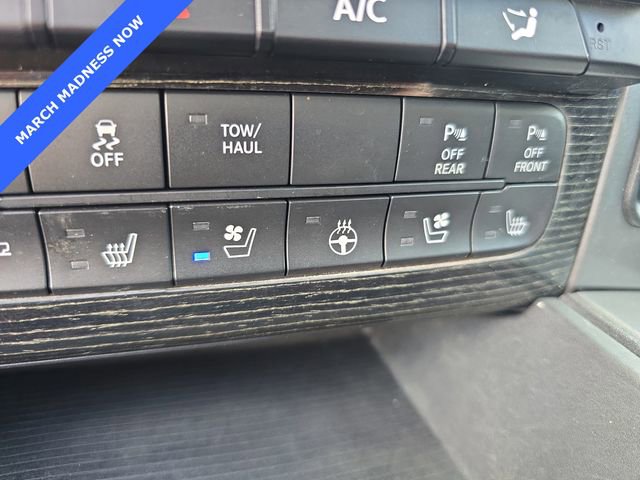 MARCH MADNESS NOW
A/C
RST
OFF
TOW/
HAUL
P
OFF
REAR
P
OFF
FRONT